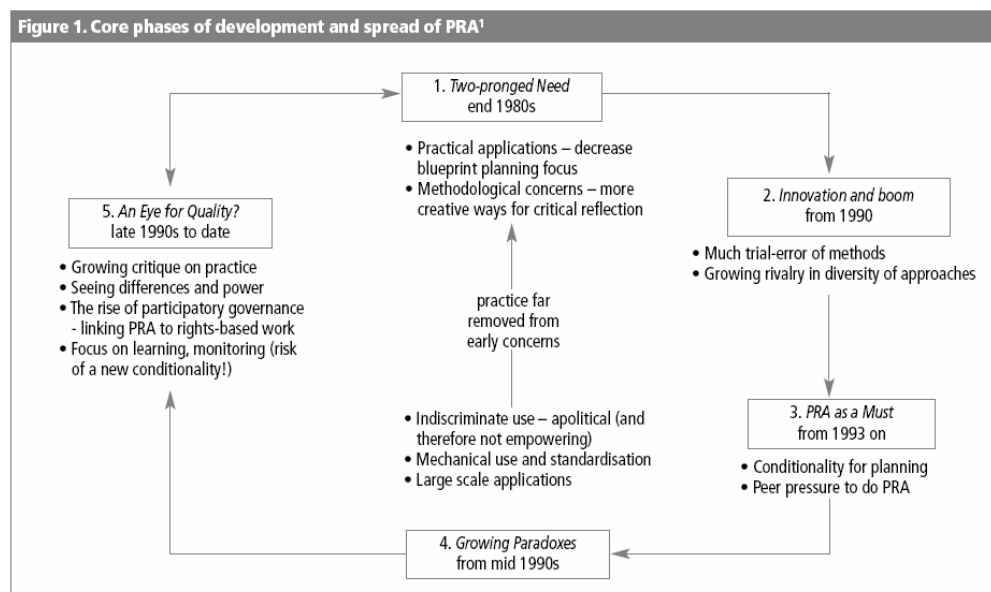 Figure 1. Core phases of development and spread of PRA¹
1. Two-pronged Need
end 1980s
• Practical applications – decrease
blueprint planning focus
• Methodological concerns – more
creative ways for critical reflection
2. Innovation and boom
from 1990
• Much trial-error of methods
• Growing rivalry in diversity of approaches
3. PRA as a Must
from 1993 on
• Conditionality for planning
• Peer pressure to do PRA
4. Growing Paradoxes
from mid 1990s
• Indiscriminate use – apolitical (and
therefore not empowering)
• Mechanical use and standardisation
• Large scale applications
practice far
removed from
early concerns
5. An Eye for Quality?
late 1990s to date
• Growing critique on practice
• Seeing differences and power
• The rise of participatory governance
- linking PRA to rights-based work
• Focus on learning, monitoring (risk
of a new conditionality!)